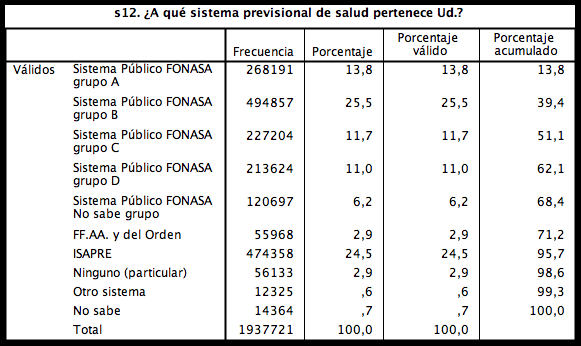 s12. ¿A qué sistema previsional de salud pertenece Ud.?
Frecuencia Porcentaje Porcentaje válido Porcentaje acumulado
Válidos Sistema Público FONASA grupo A 268191 13,8 13,8 13,8
Sistema Público FONASA grupo B 494857 25,5 25,5 39,4
Sistema Público FONASA grupo C 227204 11,7 11,7 51,1
Sistema Público FONASA grupo D 213624 11,0 11,0 62,1
Sistema Público FONASA No sabe grupo 120697 6,2 6,2 68,4
FF.AA. y del Orden 55968 2,9 2,9 71,2
ISAPRE 474358 24,5 24,5 95,7
Ninguno (particular) 56133 2,9 2,9 98,6
Otro sistema 12325 ,6 ,6 99,3
No sabe 14364 ,7 ,7 100,0
Total 1937721 100,0 100,0